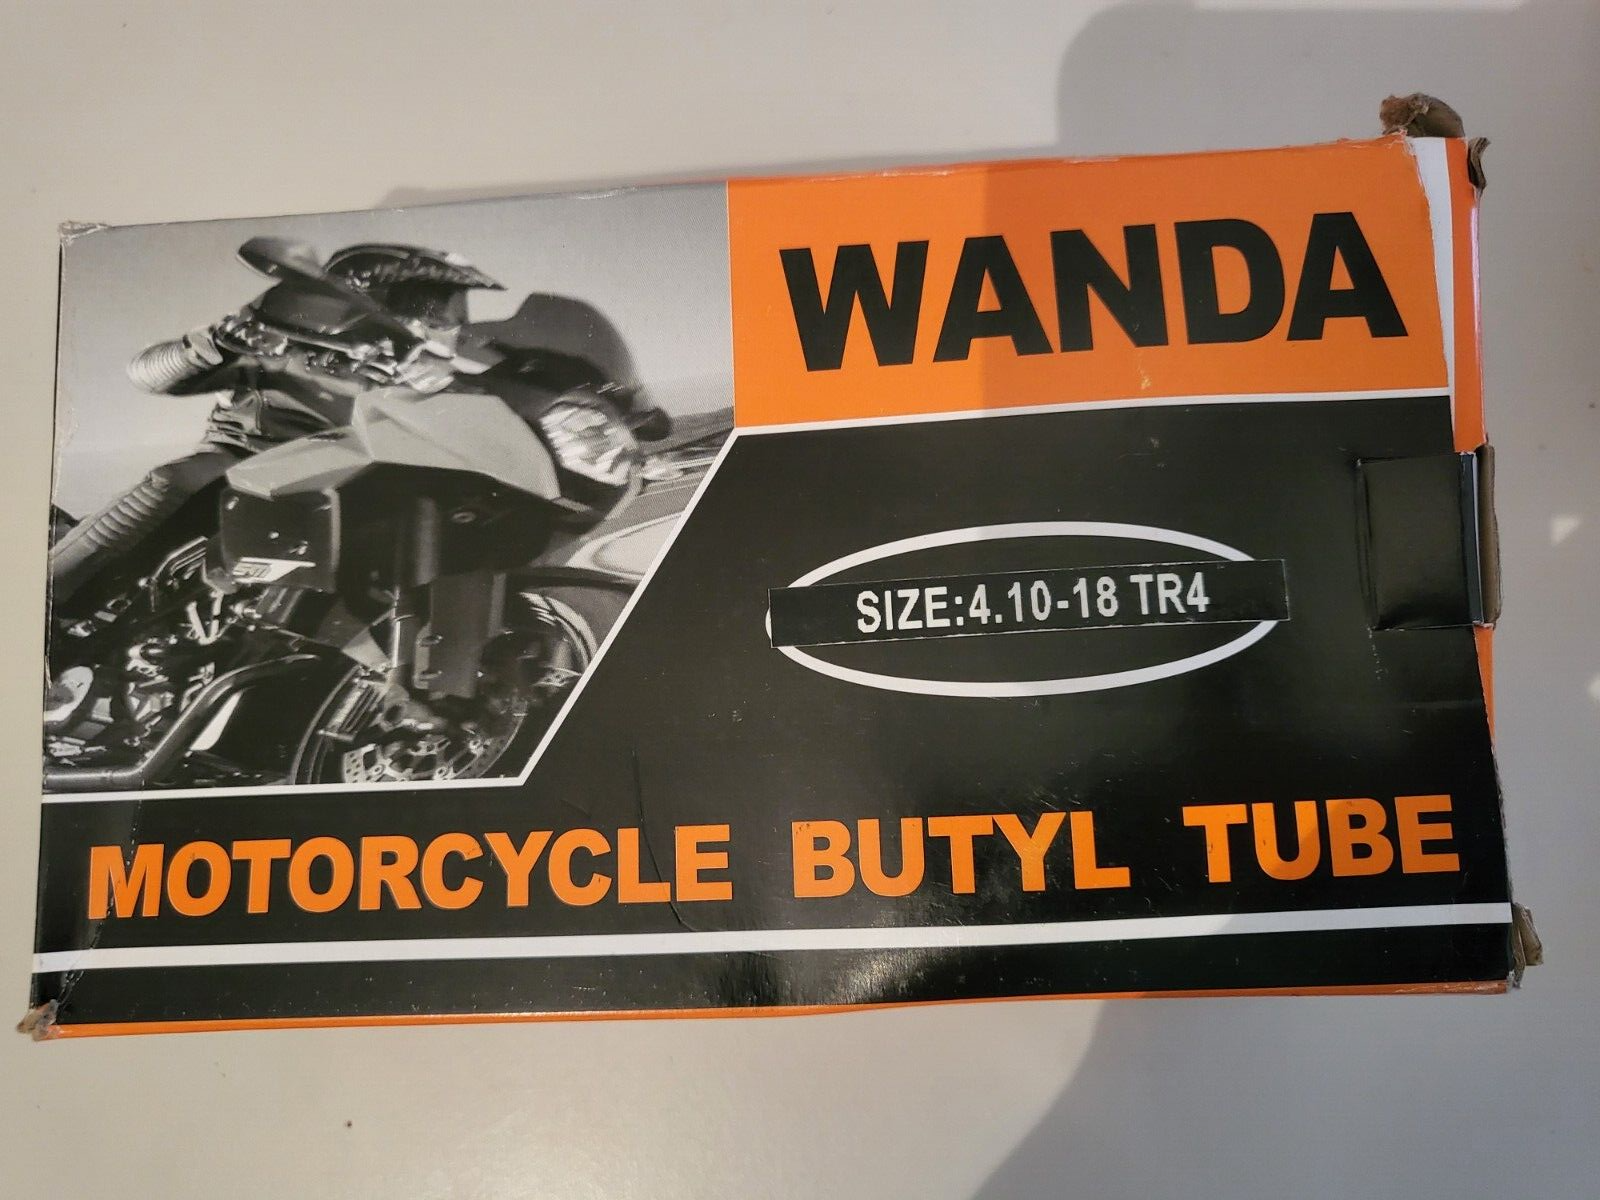 WANDA
SIZE:4.10-18 TR4
MOTORCYCLE BUTYL TUBE